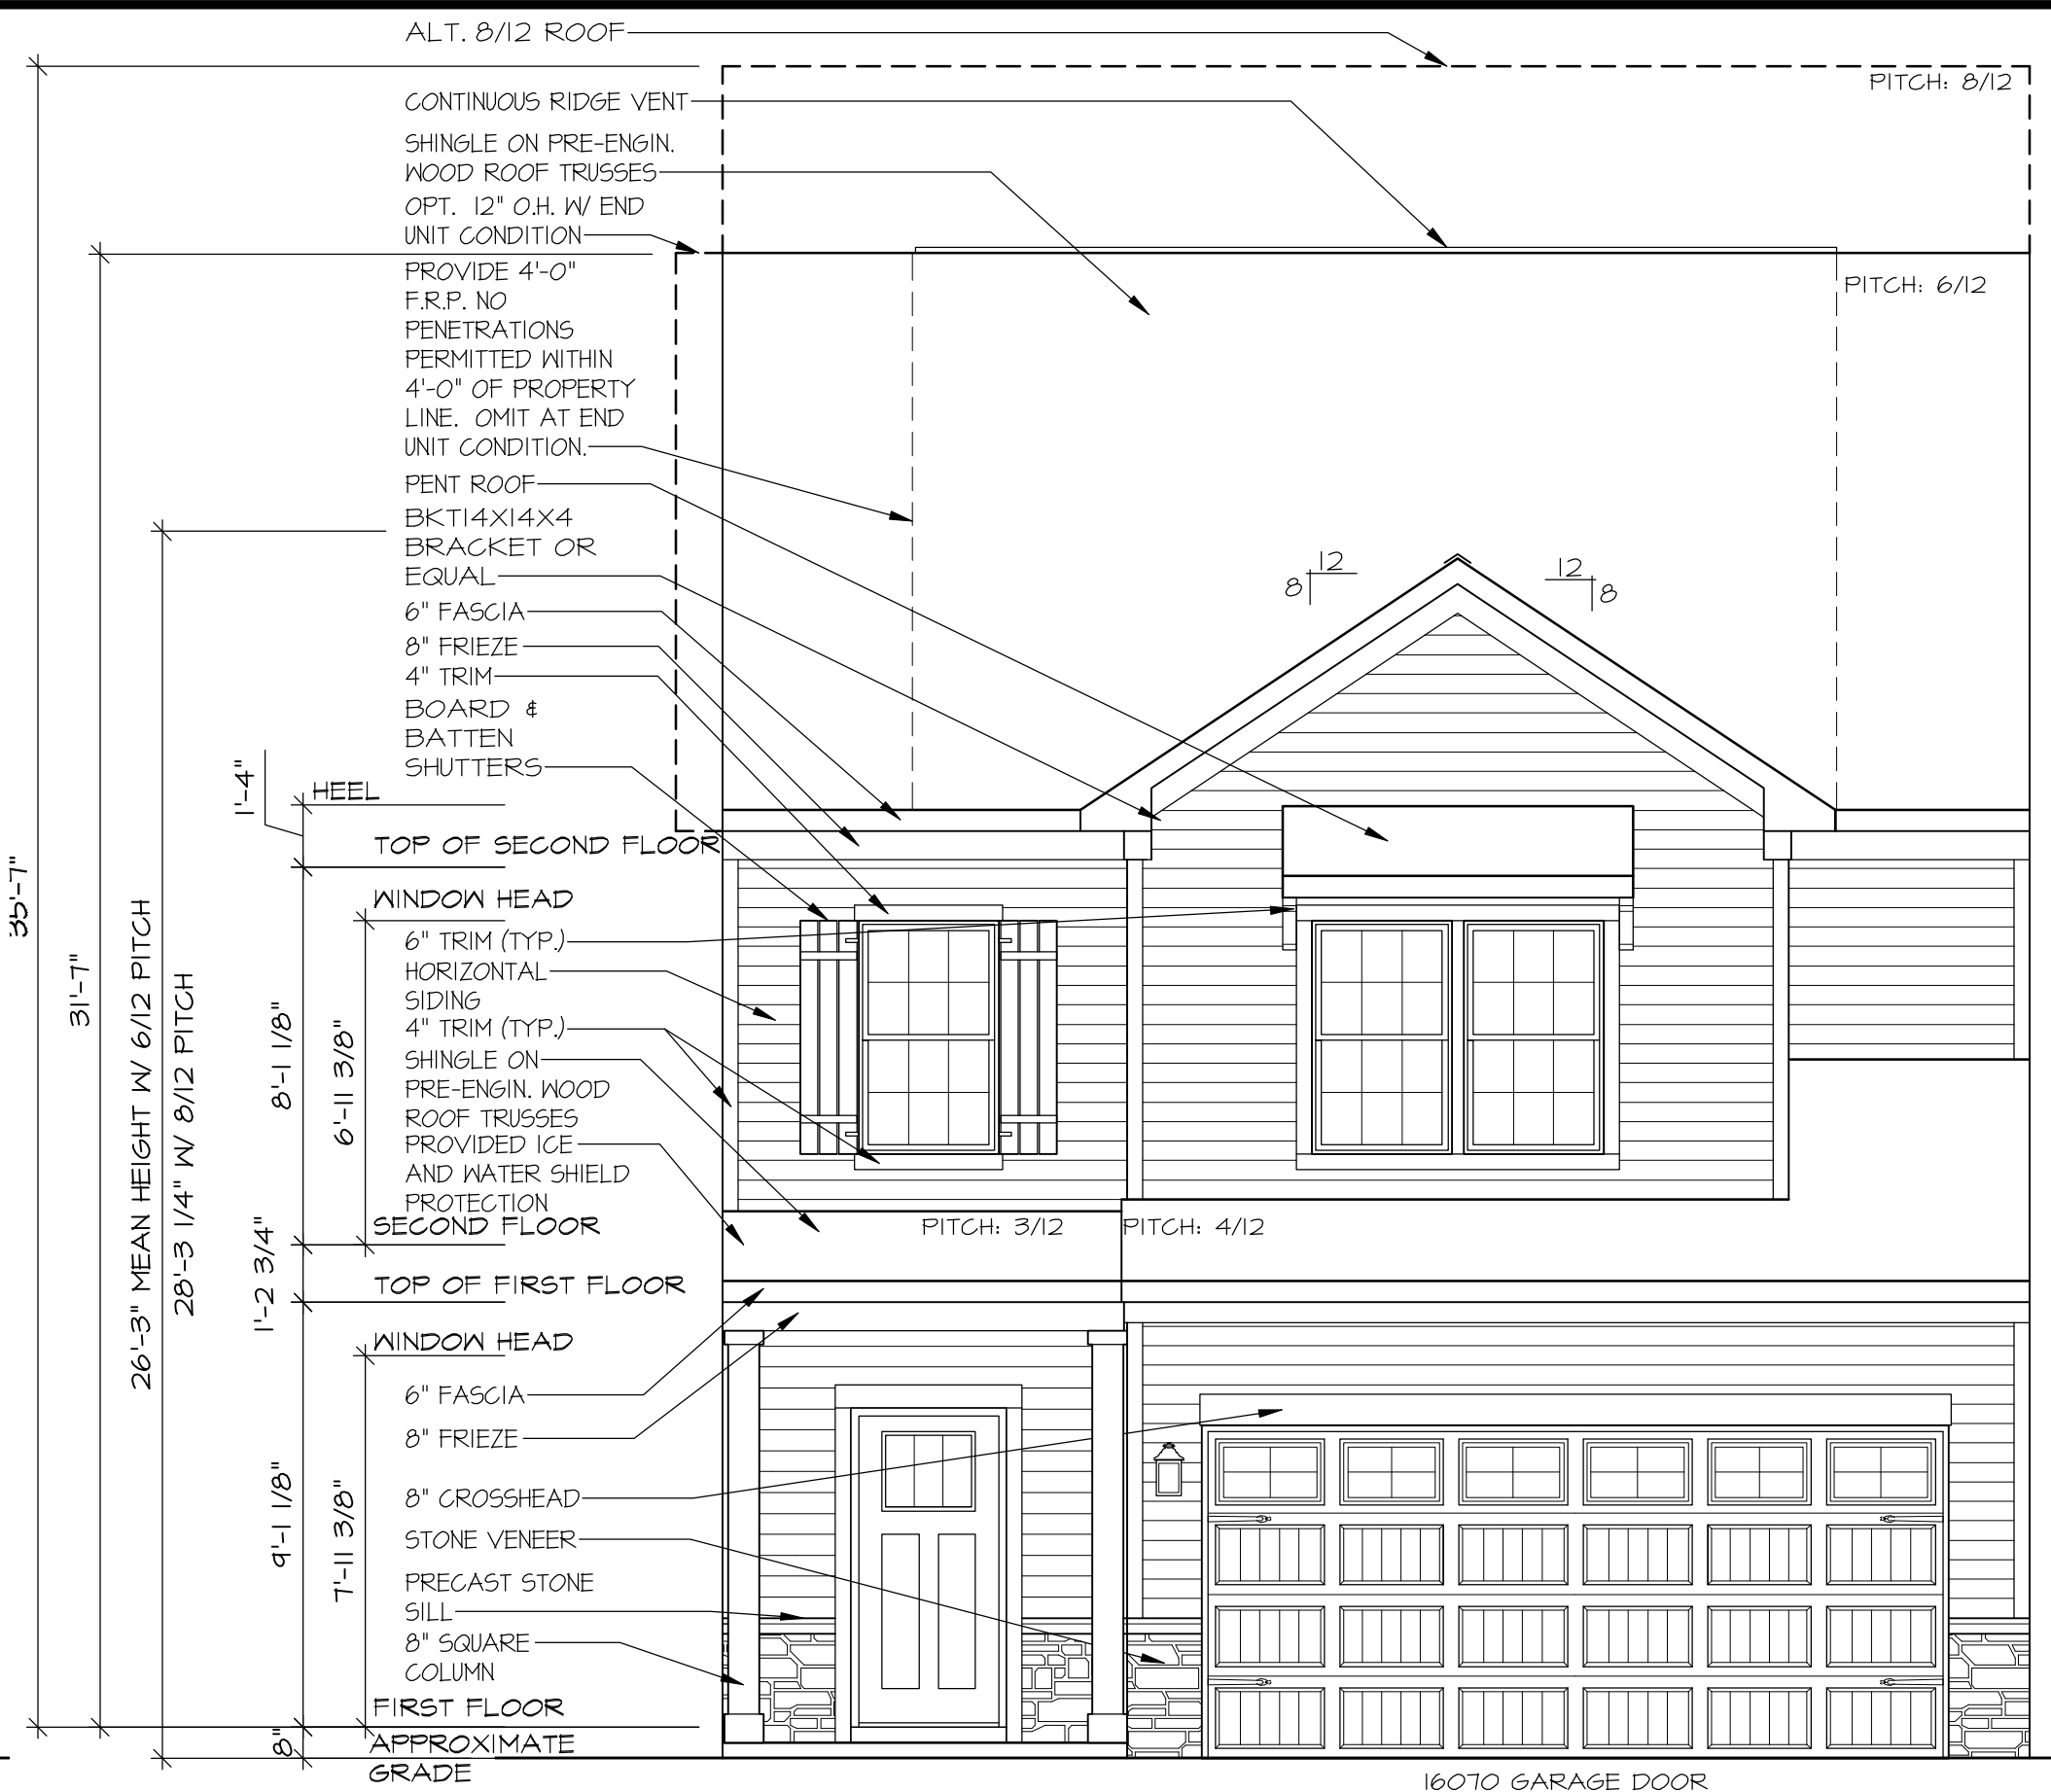 ALT. 8/12 ROOF
PITCH: 8/12
CONTINUOUS RIDGE VENT
SHINGLE ON PRE-ENGIN.
WOOD ROOF TRUSSES
OPT. 12" O.H. W/ END
UNIT CONDITION
PROVIDE 4'-0"
F.R.P. NO
PENETRATIONS
PERMITTED WITHIN
4'-0" OF PROPERTY
LINE. OMIT AT END
UNIT CONDITION.
PITCH: 6/12
PENT ROOF
BKT14X14X4
BRACKET OR
EQUAL
12
8
12
8
6" FASCIA
8" FRIEZE
4" TRIM
BOARD &
BATTEN
SHUTTERS
1'-4"
HEEL
TOP OF SECOND FLOOR
WINDOW HEAD
35'-7"
31'-7"
26'-3" MEAN HEIGHT W/ 6/12 PITCH
28'-3 1/4" W/ 8/12 PITCH
8'-1 1/8"
6'-11 3/8"
6" TRIM (TYP.)
HORIZONTAL
SIDING
4" TRIM (TYP.)
SHINGLE ON
PRE-ENGIN. WOOD
ROOF TRUSSES
PROVIDED ICE
AND WATER SHIELD
PROTECTION
SECOND FLOOR
PITCH: 3/12
PITCH: 4/12
1'-2 3/4"
TOP OF FIRST FLOOR
WINDOW HEAD
6" FASCIA
8" FRIEZE
9'-1 1/8"
7'-11 3/8"
8" CROSSHEAD
STONE VENEER
PRECAST STONE
SILL
8" SQUARE
COLUMN
FIRST FLOOR
8"
APPROXIMATE
GRADE
16070 GARAGE DOOR